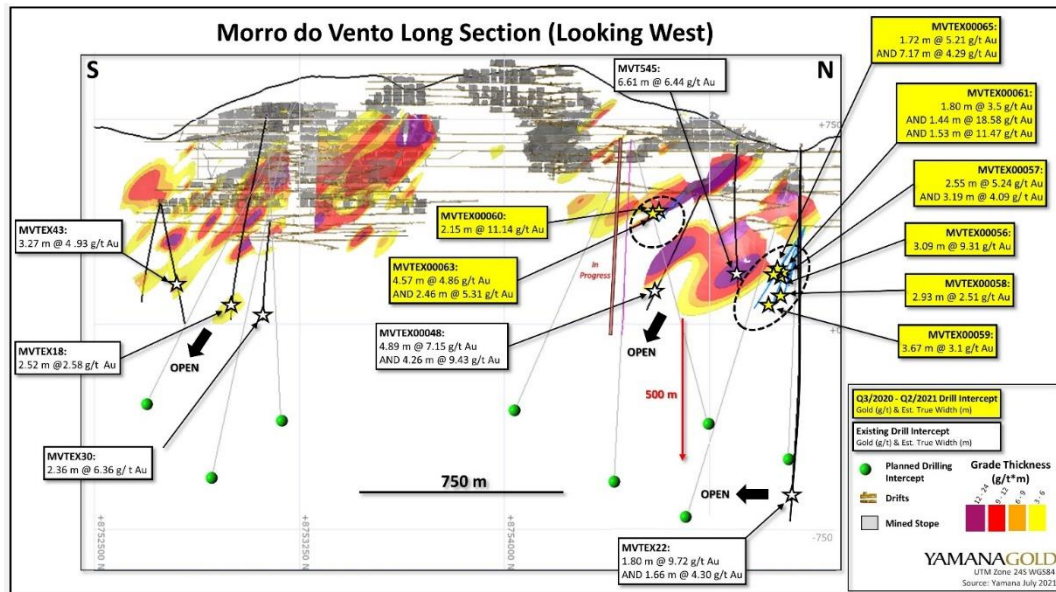 Morro do Vento Long Section (Looking West)
S
N
MVTEX00065:
1.72 m @ 5.21 g/t Au
AND 7.17 m @ 4.29 g/t Au
MVT545:
6.61 m @ 6.44 g/t Au
MVTEX00061:
1.80 m @ 3.5 g/t Au
AND 1.44 m @ 18.58 g/t Au
AND 1.53 m @ 11.47 g/t Au
+750
MVTEX00057:
2.55 m @ 5.24 g/t Au
AND 3.19 m @ 4.09 g/t Au
MVTEX00060:
2.15 m @ 11.14 g/t Au
MVTEX43:
3.27 m @ 4 .93 g/t Au
MVTEX00056:
3.09 m @ 9.31 g/t Au
MVTEX00063:
4.57 m @ 4.86 g/t Au
AND 2.46 m @ 5.31 g/t Au
In
Progress
MVTEX00058:
2.93 m @ 2.51 g/t Au
MVTEX00048:
4.89 m @ 7.15 g/t Au
AND 4.26 m @ 9.43 g/t Au
MVTEX00059:
3.67 m @ 3.1 g/t Au
MVTEX18:
2.52 m @2.58 g/t Au
OPEN
OPEN
500 m
MVTEX30:
2.36 m @ 6.36 g/ t Au
750 m
OPEN
MVTEX22:
1.80 m @ 9.72 g/t Au
AND 1.66 m @ 4.30 g/t Au
+8752500 N
+8753250 N
+8754000 N
-750
Q3/2020 - Q2/2021 Drill Intercept
Gold (g/t) & Est. True Width (m)
Existing Drill Intercept
Gold (g/t) & Est. True Width (m)
Planned Drilling
Intercept
Drifts
Mined Stope
Grade Thickness
(g/t*m)
12 - 24
9 - 12
6 - 9
3 - 6
YAMANAGOLD
UTM Zone 24S WGS84
Source: Yamana July 2021